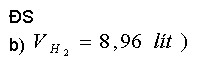 ĐS
b) V_{H_2} = 8,96 lít )